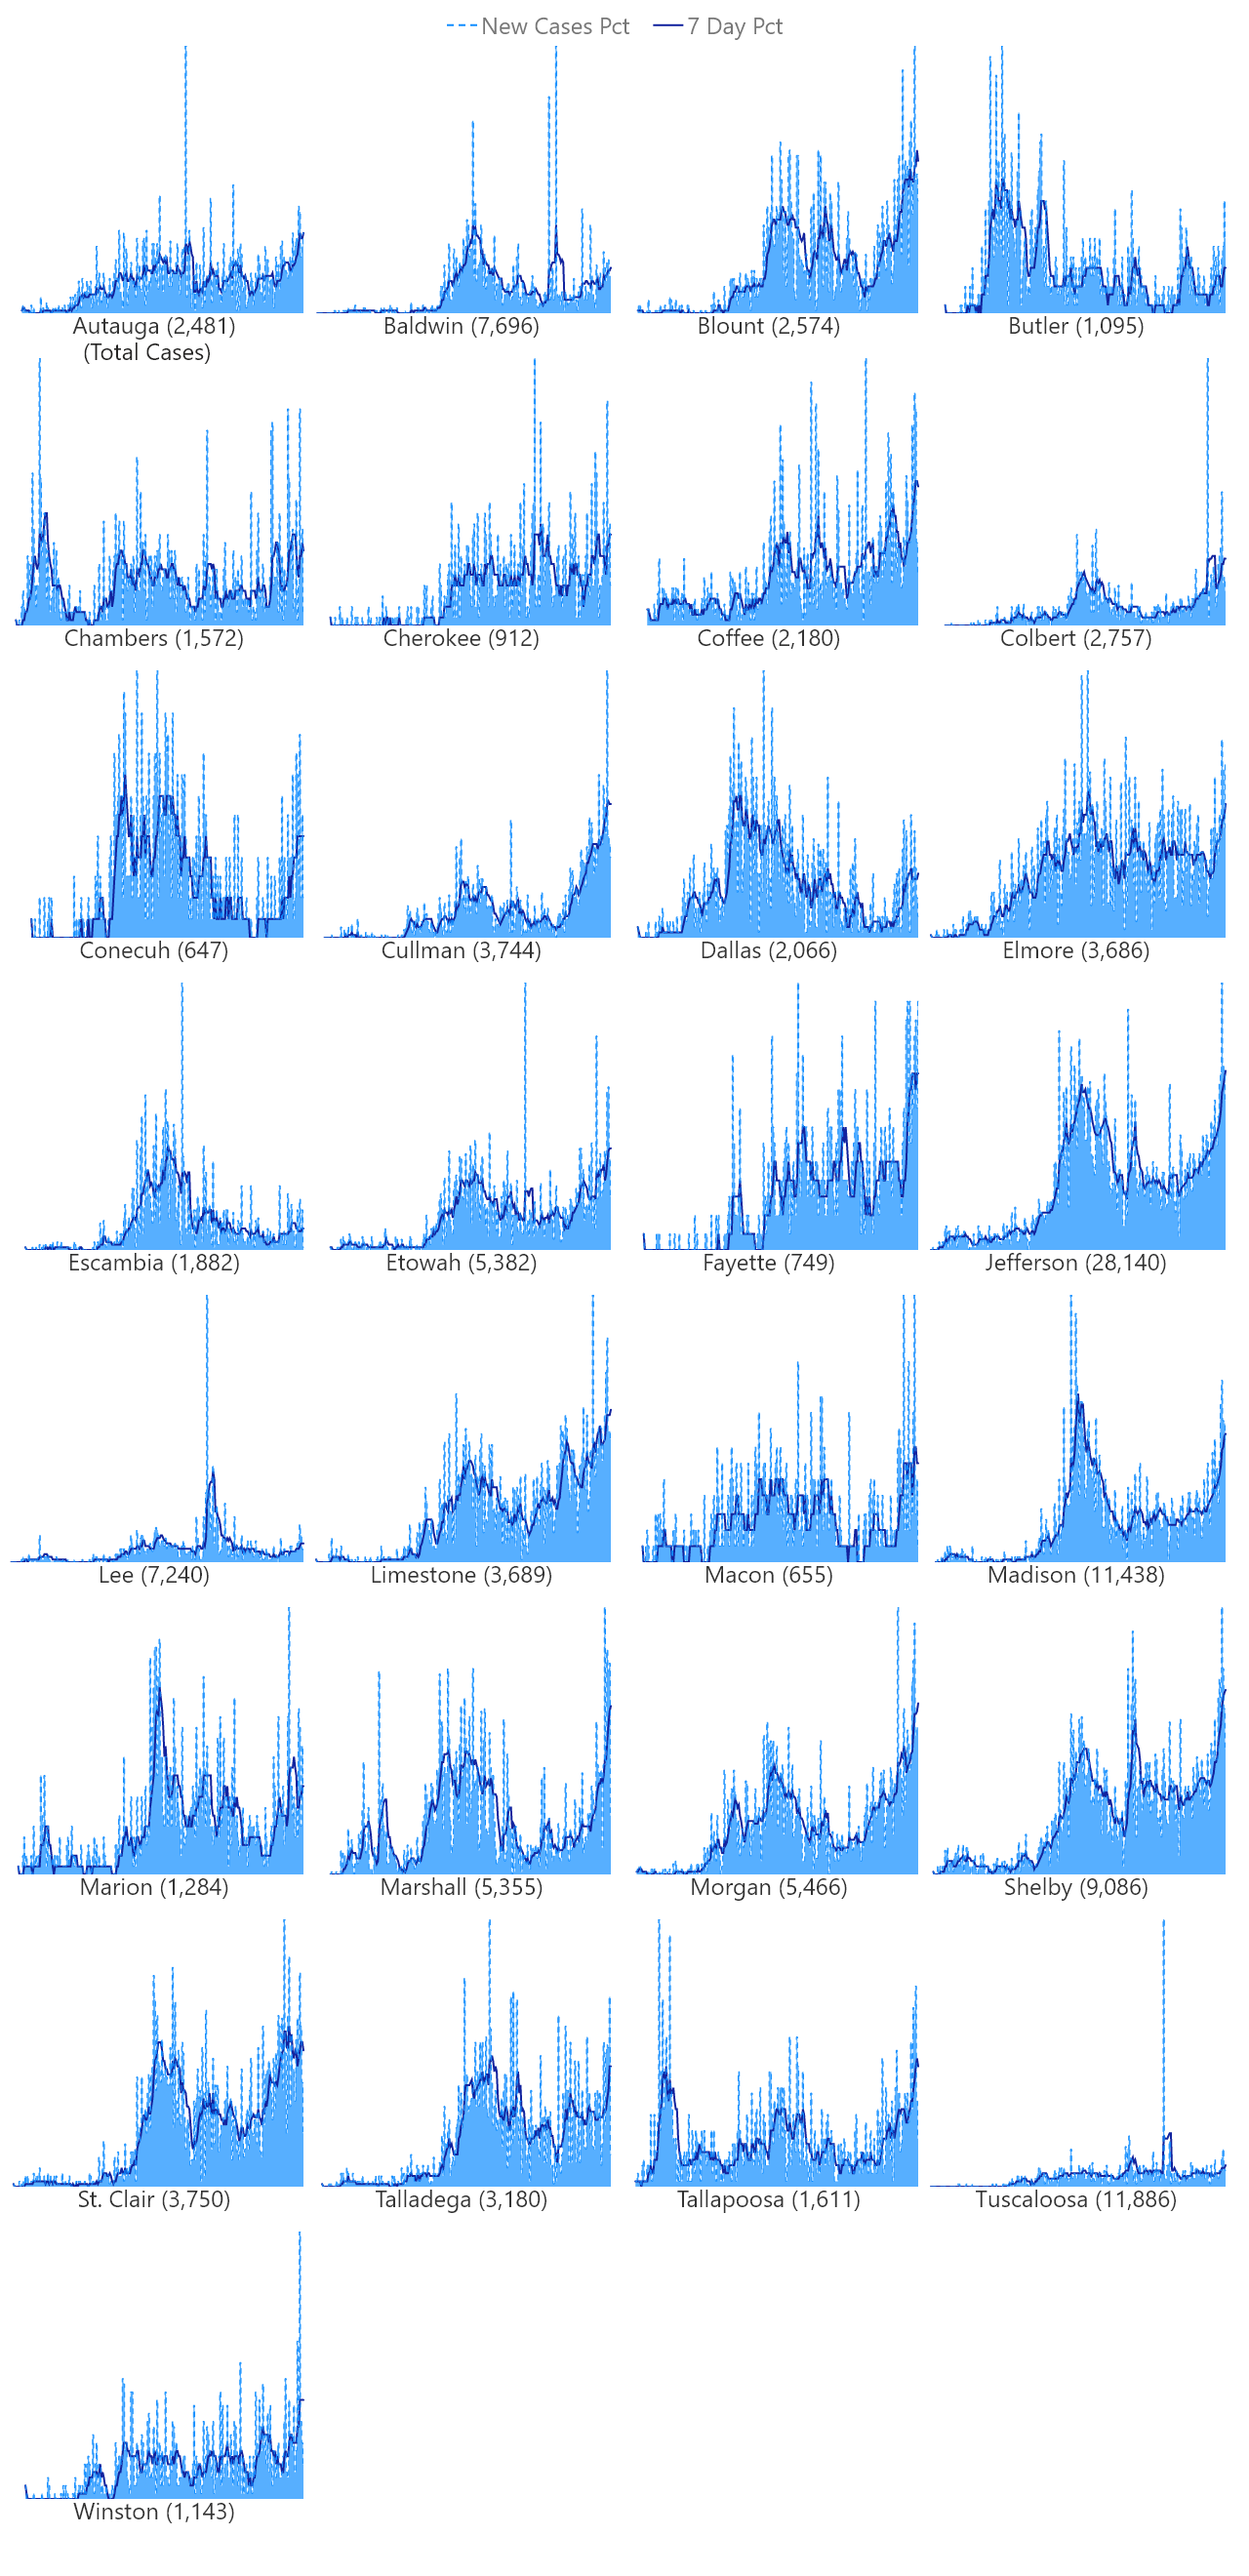 New Cases Pct 7 Day Pct
Autauga (2,481) Baldwin (7,696) Blount (2,574) Butler (1,095)
(Total Cases)
Chambers (1,572) Cherokee (912) Coffee (2,180) Colbert (2,757)
Conecuh (647) Cullman (3,744) Dallas (2,066) Elmore (3,686)
Escambia (1,882) Etowah (5,382) Fayette (749) Jefferson (28,140)
Lee (7,240) Limestone (3,689) Macon (655) Madison (11,438)
Marion (1,284) Marshall (5,355) Morgan (5,466) Shelby (9,086)
St. Clair (3,750) Talladega (3,180) Tallapoosa (1,611) Tuscaloosa (11,886)
Winston (1,143)